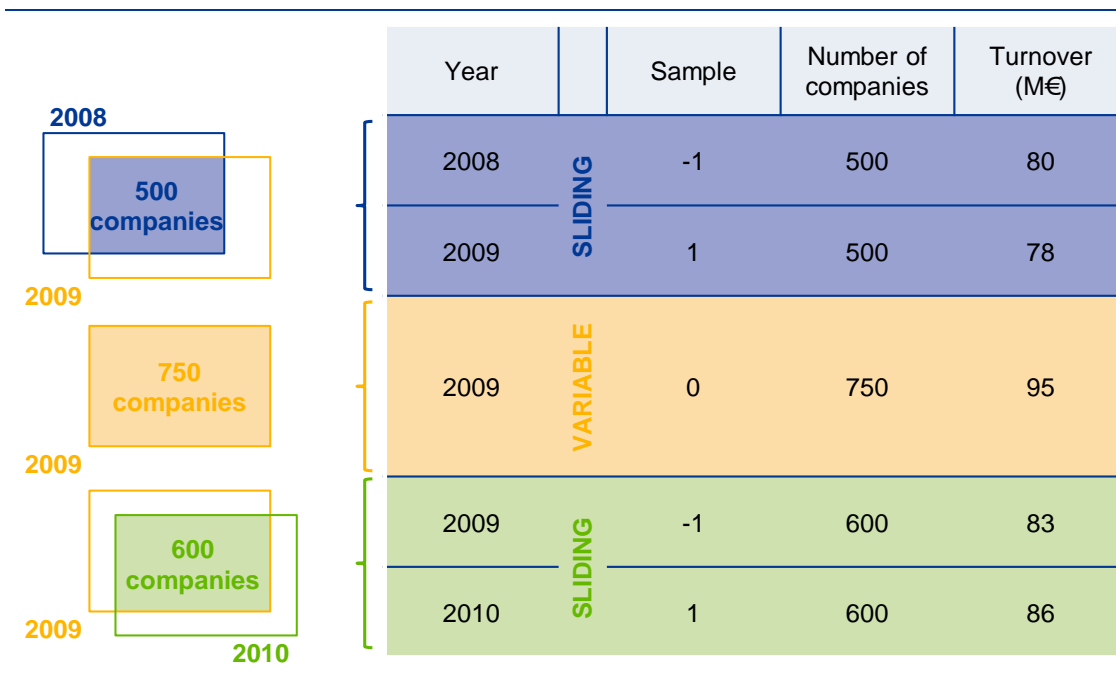 Year Sample Number of companies Turnover (M€)
2008
500
companies
2009
2008 SLIDING -1 500 80
2009 1 500 78
750
companies
2009
2009 VARIABLE 0 750 95
600
companies
2009
2010
2009 SLIDING -1 600 83
2010 1 600 86